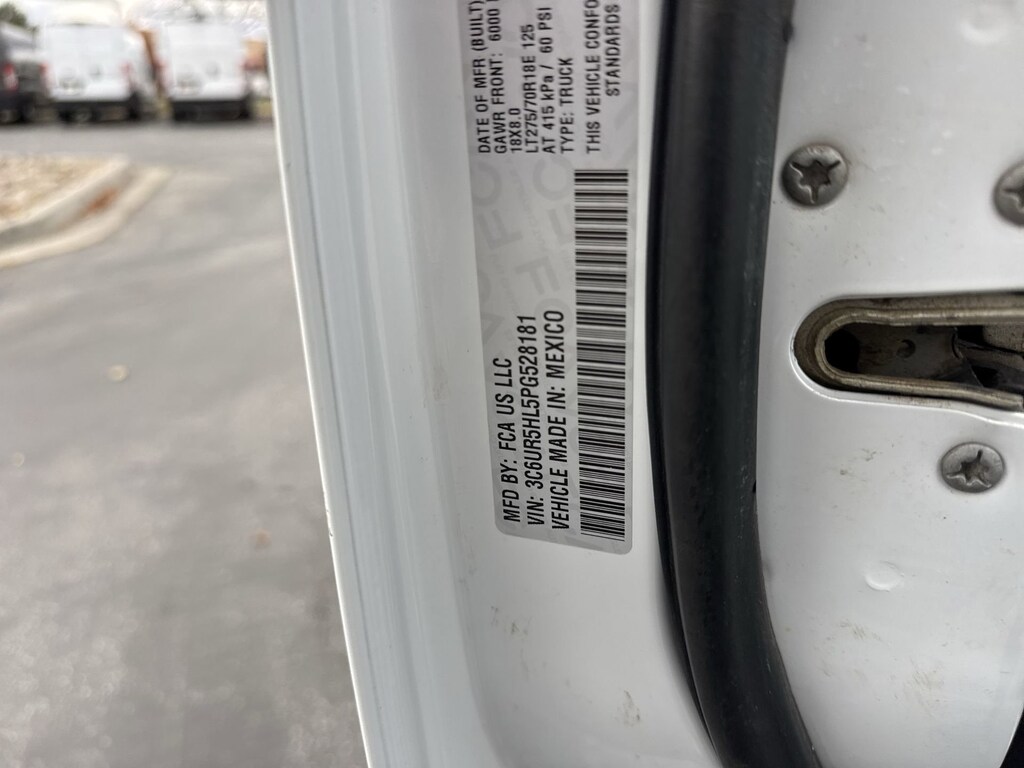 MFD BY: FCA US LLC
VIN: 3C6UR5HL5PG528181
VEHICLE MADE IN: MEXICO
DATE OF MFR (BUILT)
GAWR FRONT: 6000
18X8.0
LT275/70R18E 125
AT 415 kPa / 60 PSI
TYPE: TRUCK
THIS VEHICLE CONFO
STANDARDS